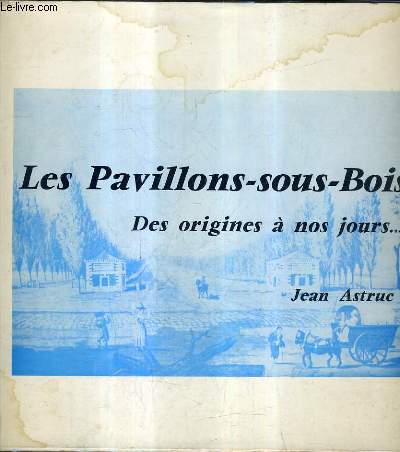 Le-livre.com
Les Pavillons-sous-Bois
Des origines à nos jours...
Jean Astruc